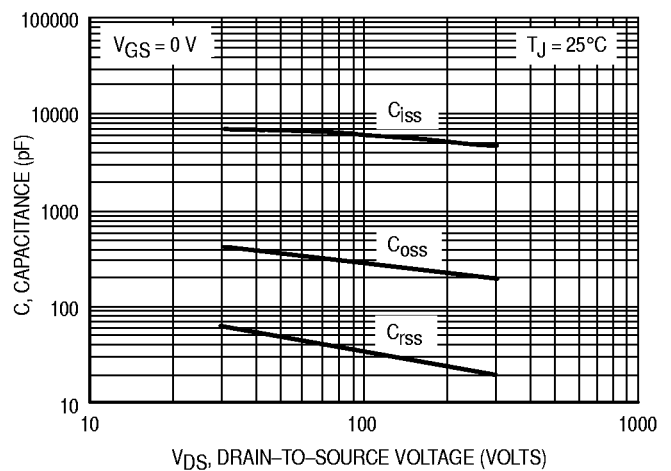 100000
10000
1000
100
10
C, CAPACITANCE (pF)
VGS = 0 V
TJ = 25°C
Ciss
Coss
Crss
10
100
1000
VDS, DRAIN–TO–SOURCE VOLTAGE (VOLTS)